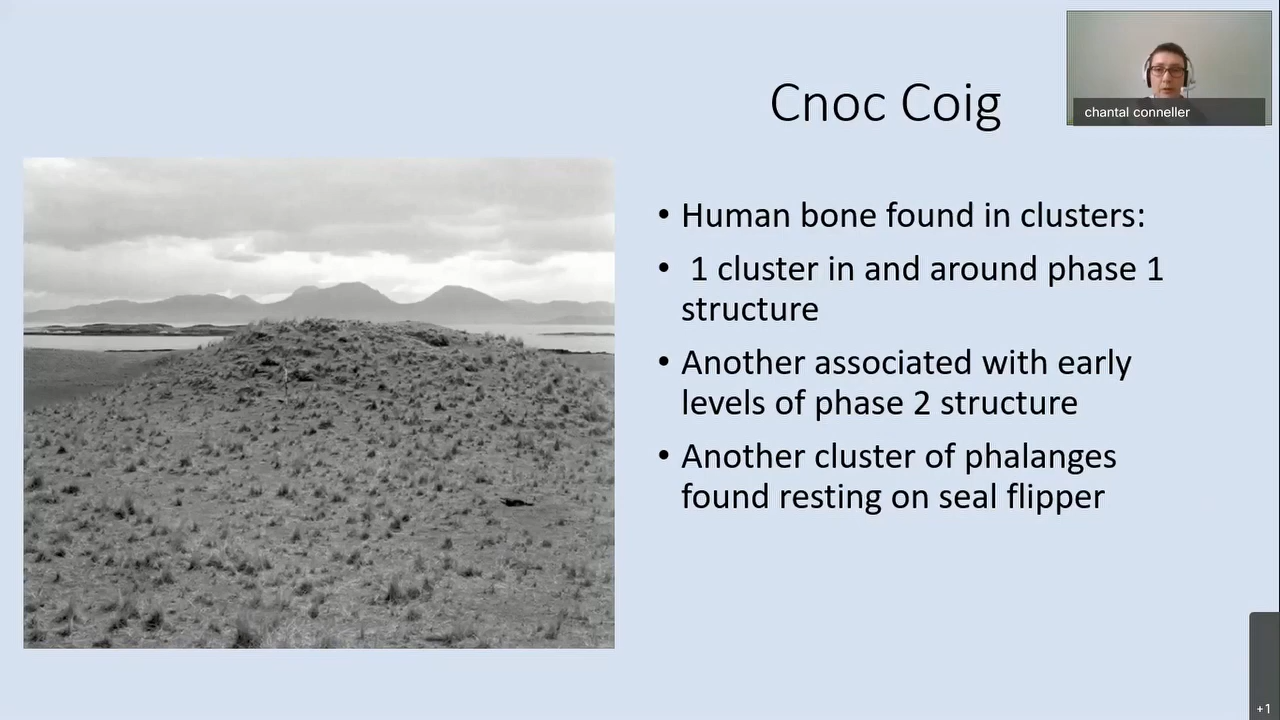 Cnoc Coig
chantal conneller
• Human bone found in clusters:
• 1 cluster in and around phase 1
structure
• Another associated with early
levels of phase 2 structure
• Another cluster of phalanges
found resting on seal flipper
+1